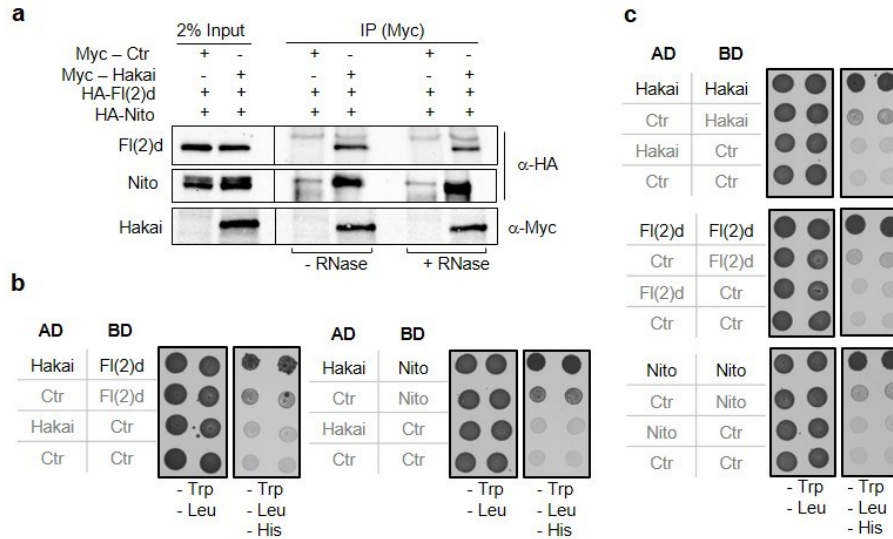 a
2% Input IP (Myc)
Myc – Ctr + - + - + -
Myc – Hakai - + - + - +
HA-Fl(2)d + + + + + +
HA-Nito + + + + + +
Fl(2)d
Nito
α-HA
Hakai α-Myc
- RNase + RNase
b
AD BD
Hakai Fl(2)d
Ctr Fl(2)d
Hakai Ctr
Ctr Ctr
- Trp - Trp
- Leu - Leu
- His
AD BD
Hakai Nito
Ctr Nito
Hakai Ctr
Ctr Ctr
- Trp - Trp
- Leu - Leu
- His
c
AD BD
Hakai Hakai
Ctr Hakai
Hakai Ctr
Ctr Ctr
Fl(2)d Fl(2)d
Ctr Fl(2)d
Fl(2)d Ctr
Ctr Ctr
Nito Nito
Ctr Nito
Nito Ctr
Ctr Ctr
- Trp - Trp
- Leu - Leu
- His